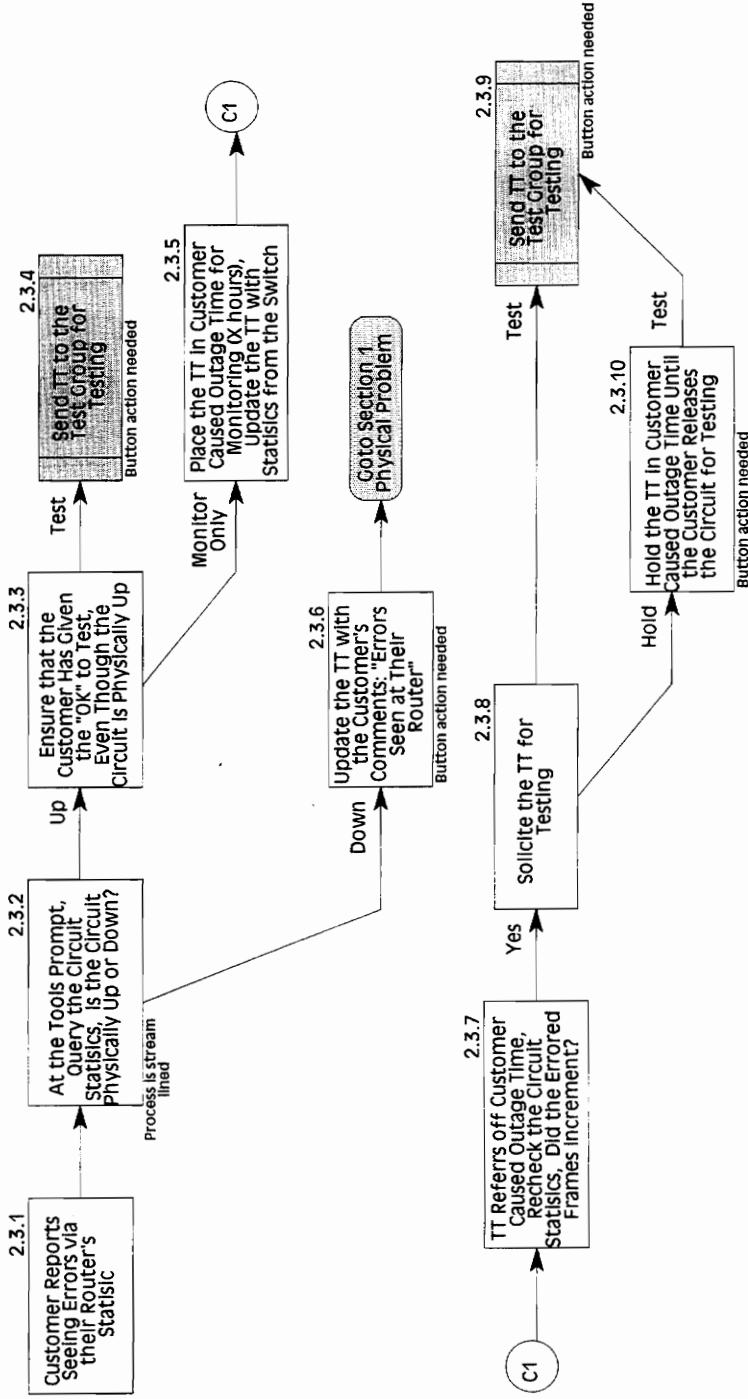 2.3.1
Customer Reports
Seeing Errors via
their Router's
Statisic
2.3.2
At the Tools Prompt,
Query the Circuit
Statisics, Is the Circuit
Physically Up or Down?
Process is stream
lined
Up
2.3.3
Ensure that the
Customer Has Given
the "OK" to Test,
Even Though the
Circuit is Physically Up
Test
2.3.4
Send TT to the
Test Group for
Testing
Button action needed
Monitor
Only
2.3.5
Place the TT in Customer
Caused Outage Time for
Monitoring (X hours),
Update the TT with
Statisics from the Switch
C1
Down
2.3.6
Update the TT with
the Customer's
Comments: "Errors
Seen at Their
Router"
Button action needed
Goto Section 1
Physical Problem
C1
2.3.7
TT Referrs off Customer
Caused Outage Time,
Recheck the Circuit
Statisics, Did the Errored
Frames Increment?
Yes
2.3.8
Solicite the TT for
Testing
Test
2.3.9
Send TT to the
Test Group for
Testing
Button action needed
Hold
2.3.10
Hold the TT in Customer
Caused Outage Time Until
the Customer Releases
the Circuit for Testing
Button action needed
Test